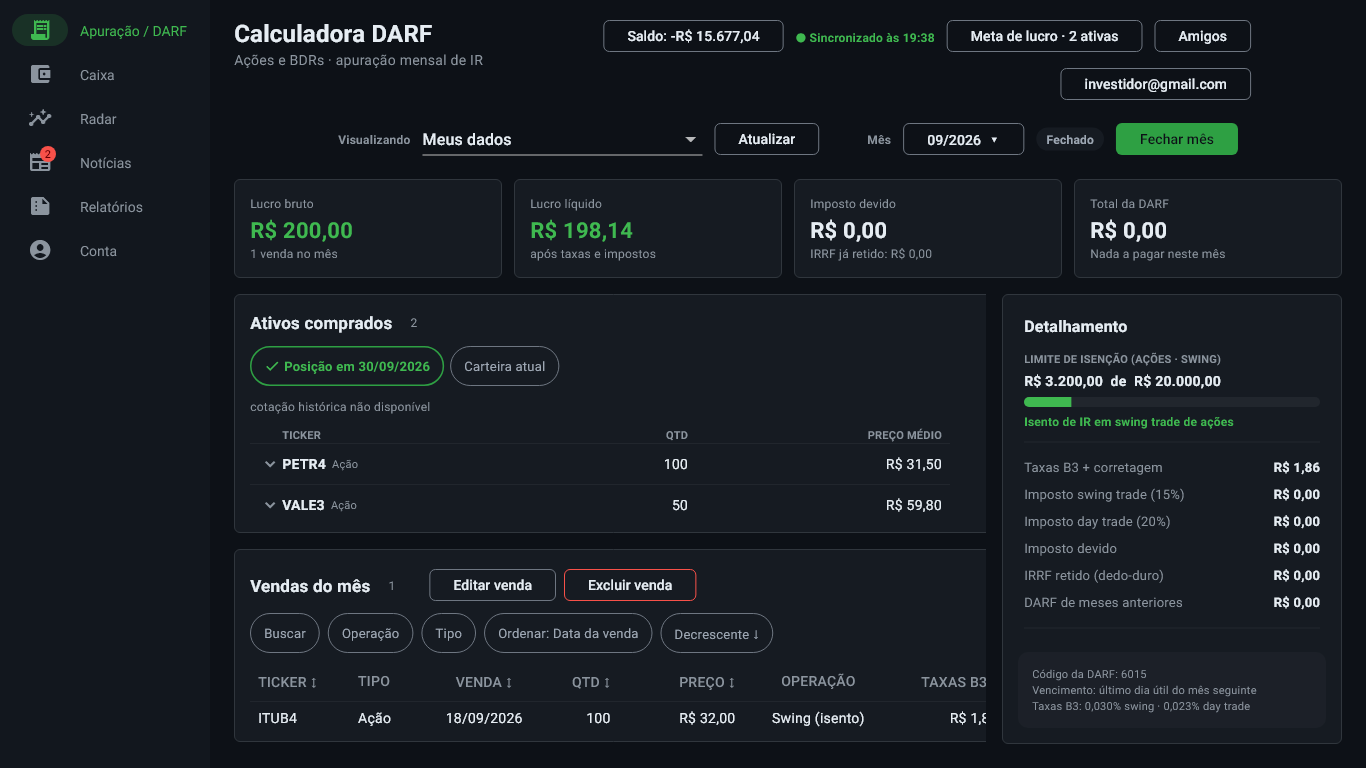 Apuração / DARF
Caixa
Radar
2
Notícias
Relatórios
Conta
Calculadora DARF
Ações e BDRs · apuração mensal de IR
Saldo: -R$ 15.677,04
Sincronizado às 19:38
Meta de lucro · 2 ativas
Amigos
investidor@gmail.com
Visualizando Meus dados
Atualizar
Mês 09/2026
Fechado
Fechar mês
Lucro bruto
R$ 200,00
1 venda no mês
Lucro líquido
R$ 198,14
após taxas e impostos
Imposto devido
R$ 0,00
IRRF já retido: R$ 0,00
Total da DARF
R$ 0,00
Nada a pagar neste mês
Ativos comprados 2
Posição em 30/09/2026
Carteira atual
cotação histórica não disponível
TICKER QTD PREÇO MÉDIO
PETR4 Ação 100 R$ 31,50
VALE3 Ação 50 R$ 59,80
Vendas do mês 1
Editar venda
Excluir venda
Buscar
Operação
Tipo
Ordenar: Data da venda
Decrescente ↓
TICKER ↕ TIPO VENDA ↕ QTD ↕ PREÇO ↕ OPERAÇÃO TAXAS B3
ITUB4 Ação 18/09/2026 100 R$ 32,00 Swing (isento) R$ 1,8
Detalhamento
LIMITE DE ISENÇÃO (AÇÕES · SWING)
R$ 3.200,00 de R$ 20.000,00
Isento de IR em swing trade de ações
Taxas B3 + corretagem R$ 1,86
Imposto swing trade (15%) R$ 0,00
Imposto day trade (20%) R$ 0,00
Imposto devido R$ 0,00
IRRF retido (dedo-duro) R$ 0,00
DARF de meses anteriores R$ 0,00
Código da DARF: 6015
Vencimento: último dia útil do mês seguinte
Taxas B3: 0,030% swing · 0,023% day trade